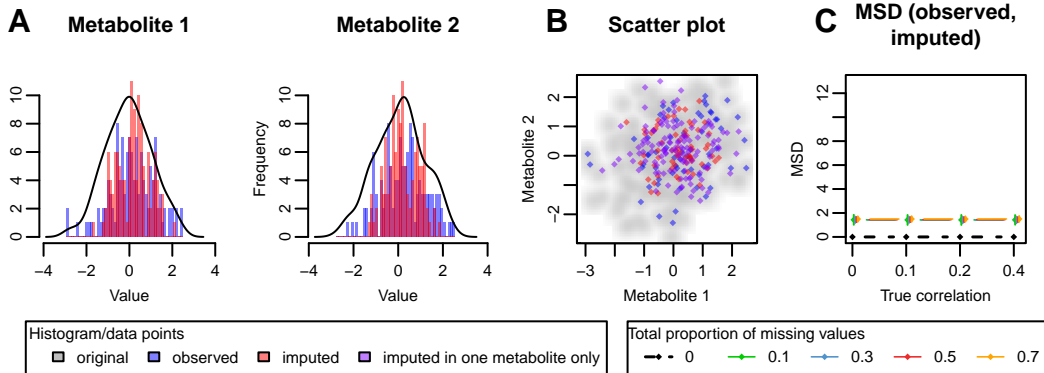 A
Metabolite 1
Metabolite 2
B
Scatter plot
C
MSD (observed,
imputed)
0 2 4 6 8 10
−4 −2 0 2 4
Value
Frequency
0 2 4 6 8 10
−4 −2 0 2 4
Value
Metabolite 2
−2 0 1 2
−3 −1 0 1 2
Metabolite 1
MSD
0 2 4 8 12
0 0.1 0.2 0.4
True correlation
Histogram/data points
original observed imputed imputed in one metabolite only
Total proportion of missing values
0 0.1 0.3 0.5 0.7